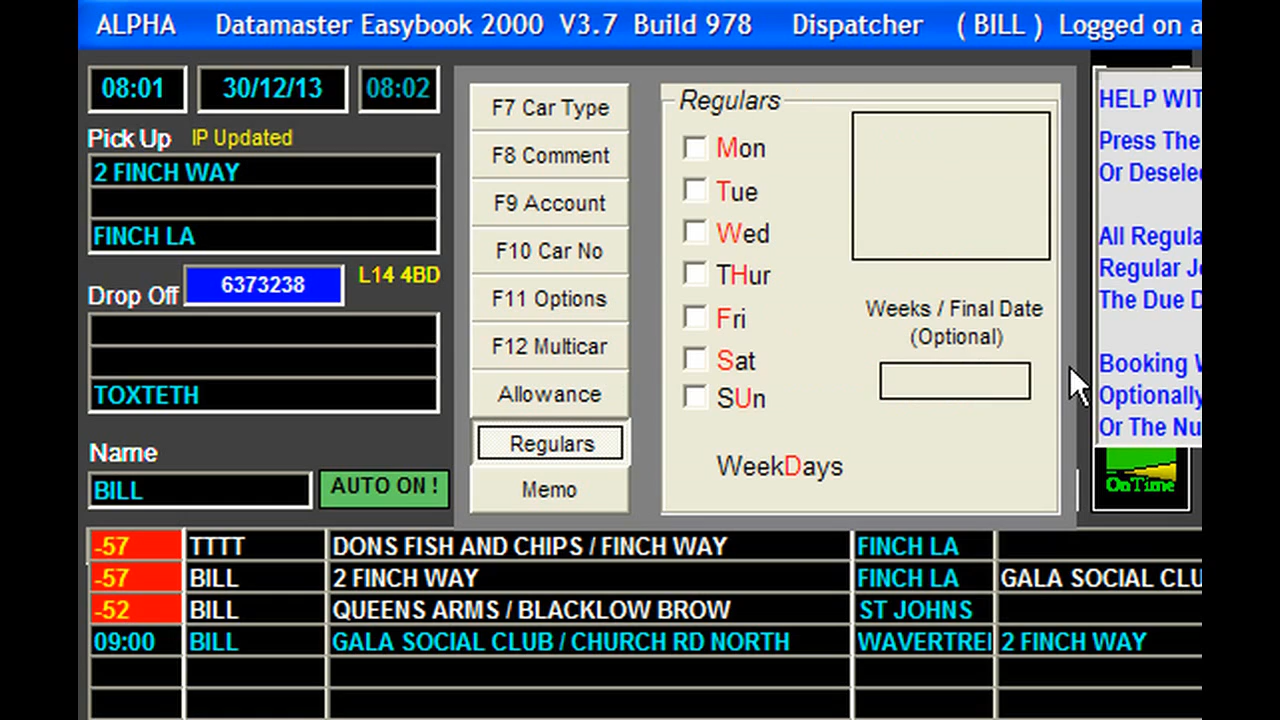 ALPHA Datamaster Easybook 2000 V3.7 Build 978 Dispatcher ( BILL ) Logged on a
08:01 30/12/13 08:02
Pick Up IP Updated
2 FINCH WAY
FINCH LA
Drop Off 6373238 L14 4BD
TOXTETH
Name
BILL AUTO ON !
F7 Car Type
F8 Comment
F9 Account
F10 Car No
F11 Options
F12 Multicar
Allowance
Regulars
Memo
Regulars
Mon
Tue
Wed
THur
Fri
Sat
SUn
WeekDays
Weeks / Final Date
(Optional)
HELP WIT
Press The
Or Desele
All Regula
Regular J
The Due D
Booking W
Optionally
Or The Nu
OnTime
-57 TTTT DONS FISH AND CHIPS / FINCH WAY FINCH LA
-57 BILL 2 FINCH WAY FINCH LA GALA SOCIAL CLU
-52 BILL QUEENS ARMS / BLACKLOW BROW ST JOHNS
09:00 BILL GALA SOCIAL CLUB / CHURCH RD NORTH WAVERTREE 2 FINCH WAY